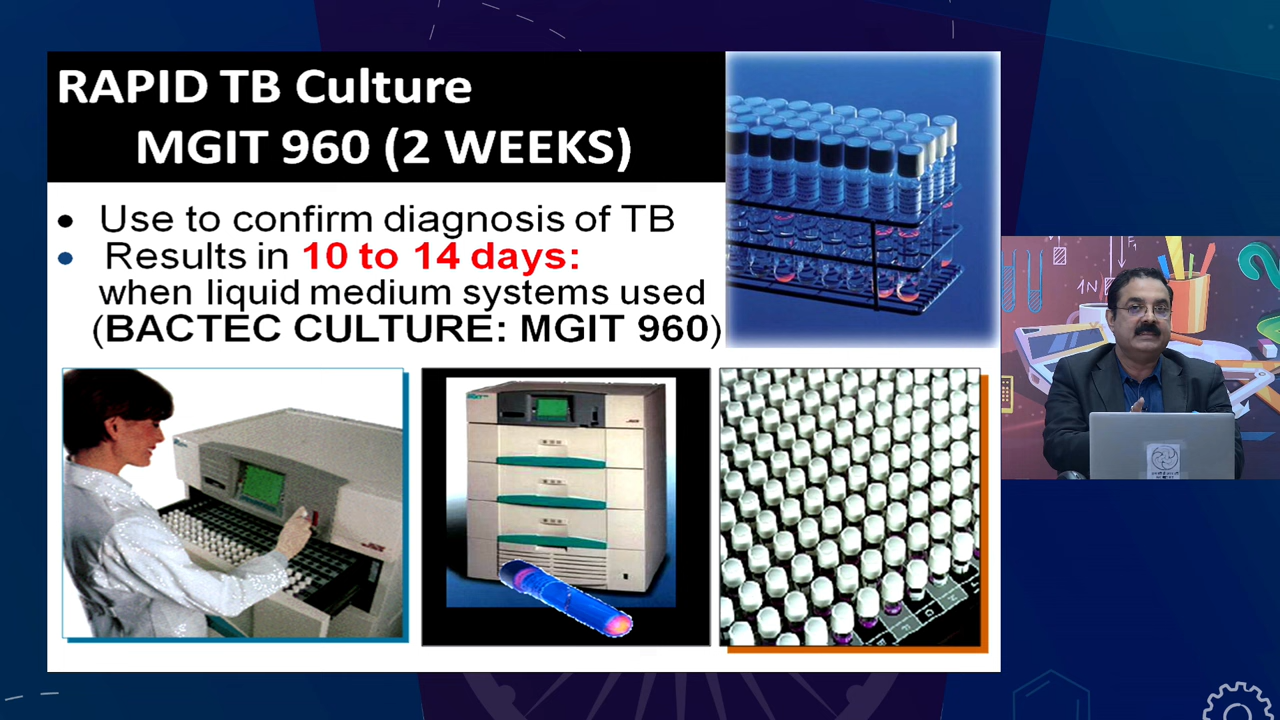 RAPID TB Culture
MGIT 960 (2 WEEKS)
• Use to confirm diagnosis of TB
• Results in 10 to 14 days:
when liquid medium systems used
(BACTEC CULTURE: MGIT 960)